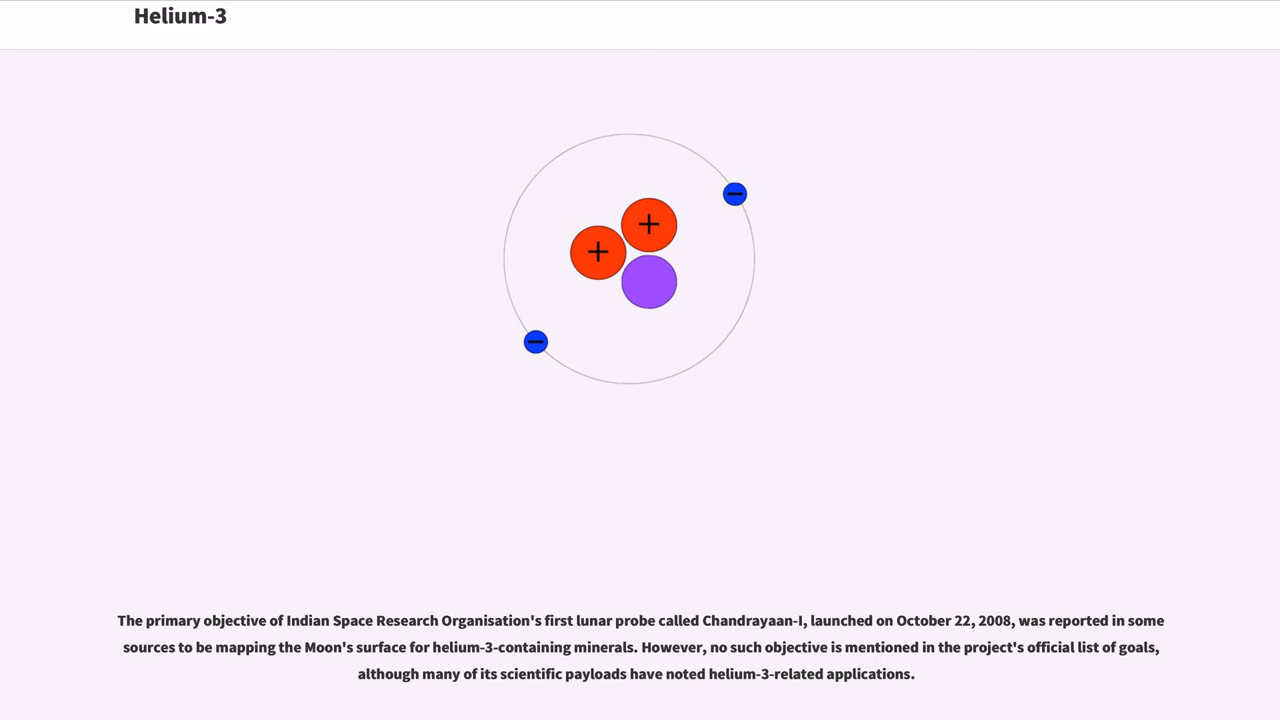 Helium-3
+
+
The primary objective of Indian Space Research Organisation's first lunar probe called Chandrayaan-I, launched on October 22, 2008, was reported in some
sources to be mapping the Moon's surface for helium-3-containing minerals. However, no such objective is mentioned in the project's official list of goals,
although many of its scientific payloads have noted helium-3-related applications.